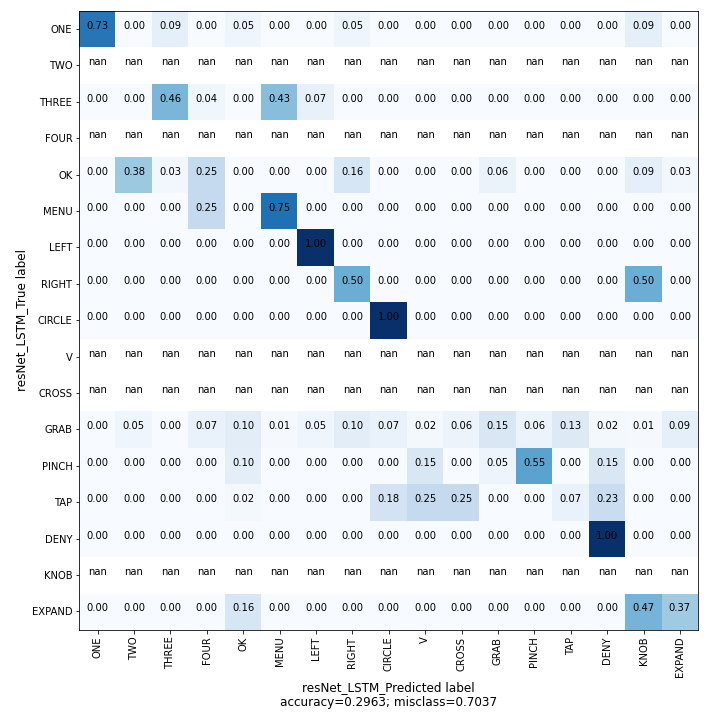 ONE 0.73 0.00 0.09 0.00 0.05 0.00 0.00 0.05 0.00 0.00 0.00 0.00 0.00 0.00 0.00 0.09 0.00
TWO nan nan nan nan nan nan nan nan nan nan nan nan nan nan nan nan nan
THREE 0.00 0.00 0.46 0.04 0.00 0.43 0.07 0.00 0.00 0.00 0.00 0.00 0.00 0.00 0.00 0.00 0.00
FOUR nan nan nan nan nan nan nan nan nan nan nan nan nan nan nan nan nan
OK 0.00 0.38 0.03 0.25 0.00 0.00 0.00 0.16 0.00 0.00 0.00 0.06 0.00 0.00 0.00 0.09 0.03
MENU 0.00 0.00 0.00 0.25 0.00 0.75 0.00 0.00 0.00 0.00 0.00 0.00 0.00 0.00 0.00 0.00 0.00
LEFT 0.00 0.00 0.00 0.00 0.00 0.00 1.00 0.00 0.00 0.00 0.00 0.00 0.00 0.00 0.00 0.00 0.00
RIGHT 0.00 0.00 0.00 0.00 0.00 0.00 0.00 0.50 0.00 0.00 0.00 0.00 0.00 0.00 0.00 0.50 0.00
CIRCLE 0.00 0.00 0.00 0.00 0.00 0.00 0.00 0.00 1.00 0.00 0.00 0.00 0.00 0.00 0.00 0.00 0.00
V nan nan nan nan nan nan nan nan nan nan nan nan nan nan nan nan nan
CROSS nan nan nan nan nan nan nan nan nan nan nan nan nan nan nan nan nan
GRAB 0.00 0.05 0.00 0.07 0.10 0.01 0.05 0.10 0.07 0.02 0.06 0.15 0.06 0.13 0.02 0.01 0.09
PINCH 0.00 0.00 0.00 0.00 0.10 0.00 0.00 0.00 0.00 0.15 0.00 0.05 0.55 0.00 0.15 0.00 0.00
TAP 0.00 0.00 0.00 0.00 0.02 0.00 0.00 0.00 0.18 0.25 0.25 0.00 0.00 0.07 0.23 0.00 0.00
DENY 0.00 0.00 0.00 0.00 0.00 0.00 0.00 0.00 0.00 0.00 0.00 0.00 0.00 0.00 1.00 0.00 0.00
KNOB nan nan nan nan nan nan nan nan nan nan nan nan nan nan nan nan nan
EXPAND 0.00 0.00 0.00 0.00 0.16 0.00 0.00 0.00 0.00 0.00 0.00 0.00 0.00 0.00 0.00 0.47 0.37
resNet_LSTM_True label
ONE TWO THREE FOUR OK MENU LEFT RIGHT CIRCLE V CROSS GRAB PINCH TAP DENY KNOB EXPAND
resNet_LSTM_Predicted label
accuracy=0.2963; misclass=0.7037